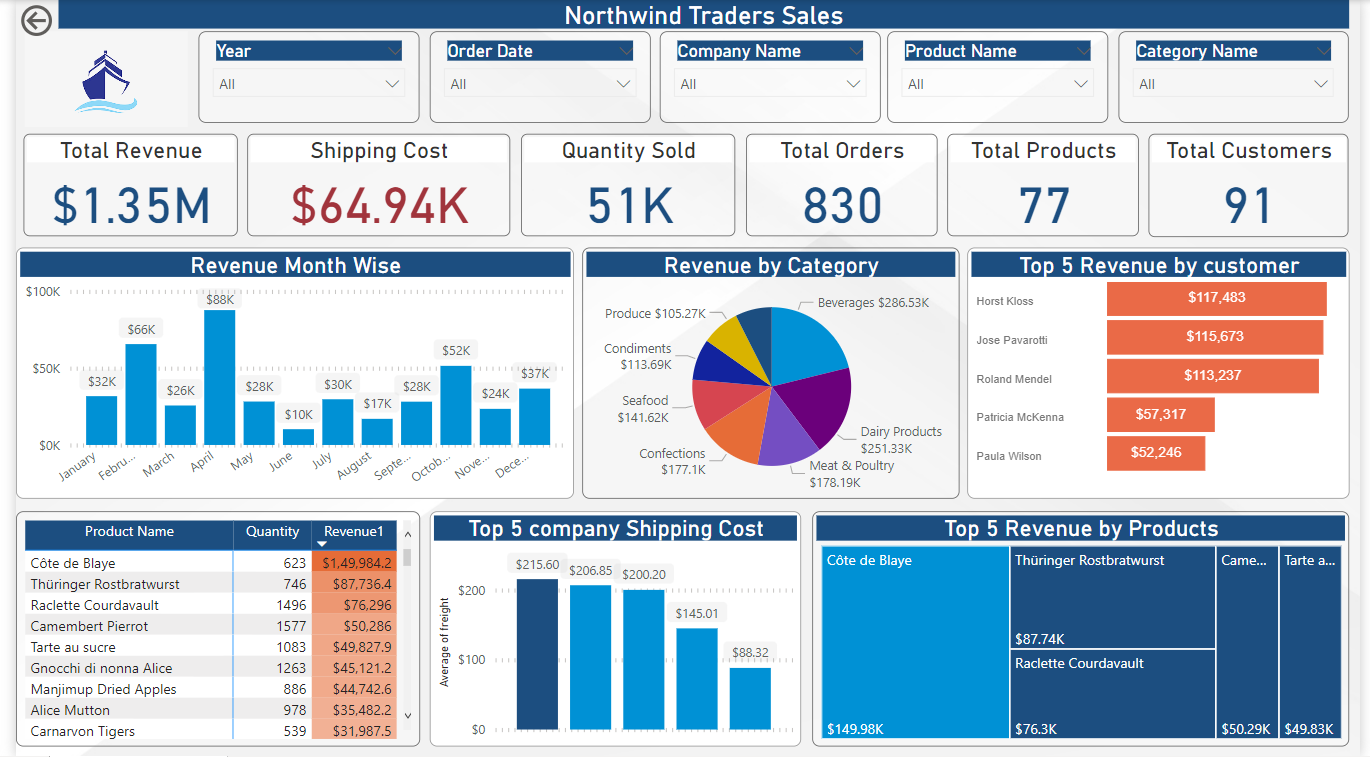 Northwind Traders Sales
Year
All
Order Date
All
Company Name
All
Product Name
All
Category Name
All
Total Revenue
$1.35M
Shipping Cost
$64.94K
Quantity Sold
51K
Total Orders
830
Total Products
77
Total Customers
91
Revenue Month Wise
$100K
$50K
$0K
$32K
$66K
$26K
$88K
$28K
$10K
$30K
$17K
$28K
$52K
$24K
$37K
January
Febru...
March
April
May
June
July
August
Septe...
Octob...
Nove...
Dece...
Revenue by Category
Beverages $286.53K
Dairy Products
$251.33K
Meat & Poultry
$178.19K
Confections
$177.1K
Seafood
$141.62K
Condiments
$113.69K
Produce $105.27K
Top 5 Revenue by customer
Horst Kloss $117,483
Jose Pavarotti $115,673
Roland Mendel $113,237
Patricia McKenna $57,317
Paula Wilson $52,246
Product Name Quantity Revenue1
Côte de Blaye 623 $1,49,984.2
Thüringer Rostbratwurst 746 $87,736.4
Raclette Courdavault 1496 $76,296
Camembert Pierrot 1577 $50,286
Tarte au sucre 1083 $49,827.9
Gnocchi di nonna Alice 1263 $45,121.2
Manjimup Dried Apples 886 $44,742.6
Alice Mutton 978 $35,482.2
Carnarvon Tigers 539 $31,987.5
Top 5 company Shipping Cost
Average of freight
$200
$100
$0
$215.60
$206.85
$200.20
$145.01
$88.32
Top 5 Revenue by Products
Côte de Blaye
$149.98K
Thüringer Rostbratwurst
$87.74K
Raclette Courdavault
$76.3K
Came...
$50.29K
Tarte a...
$49.83K